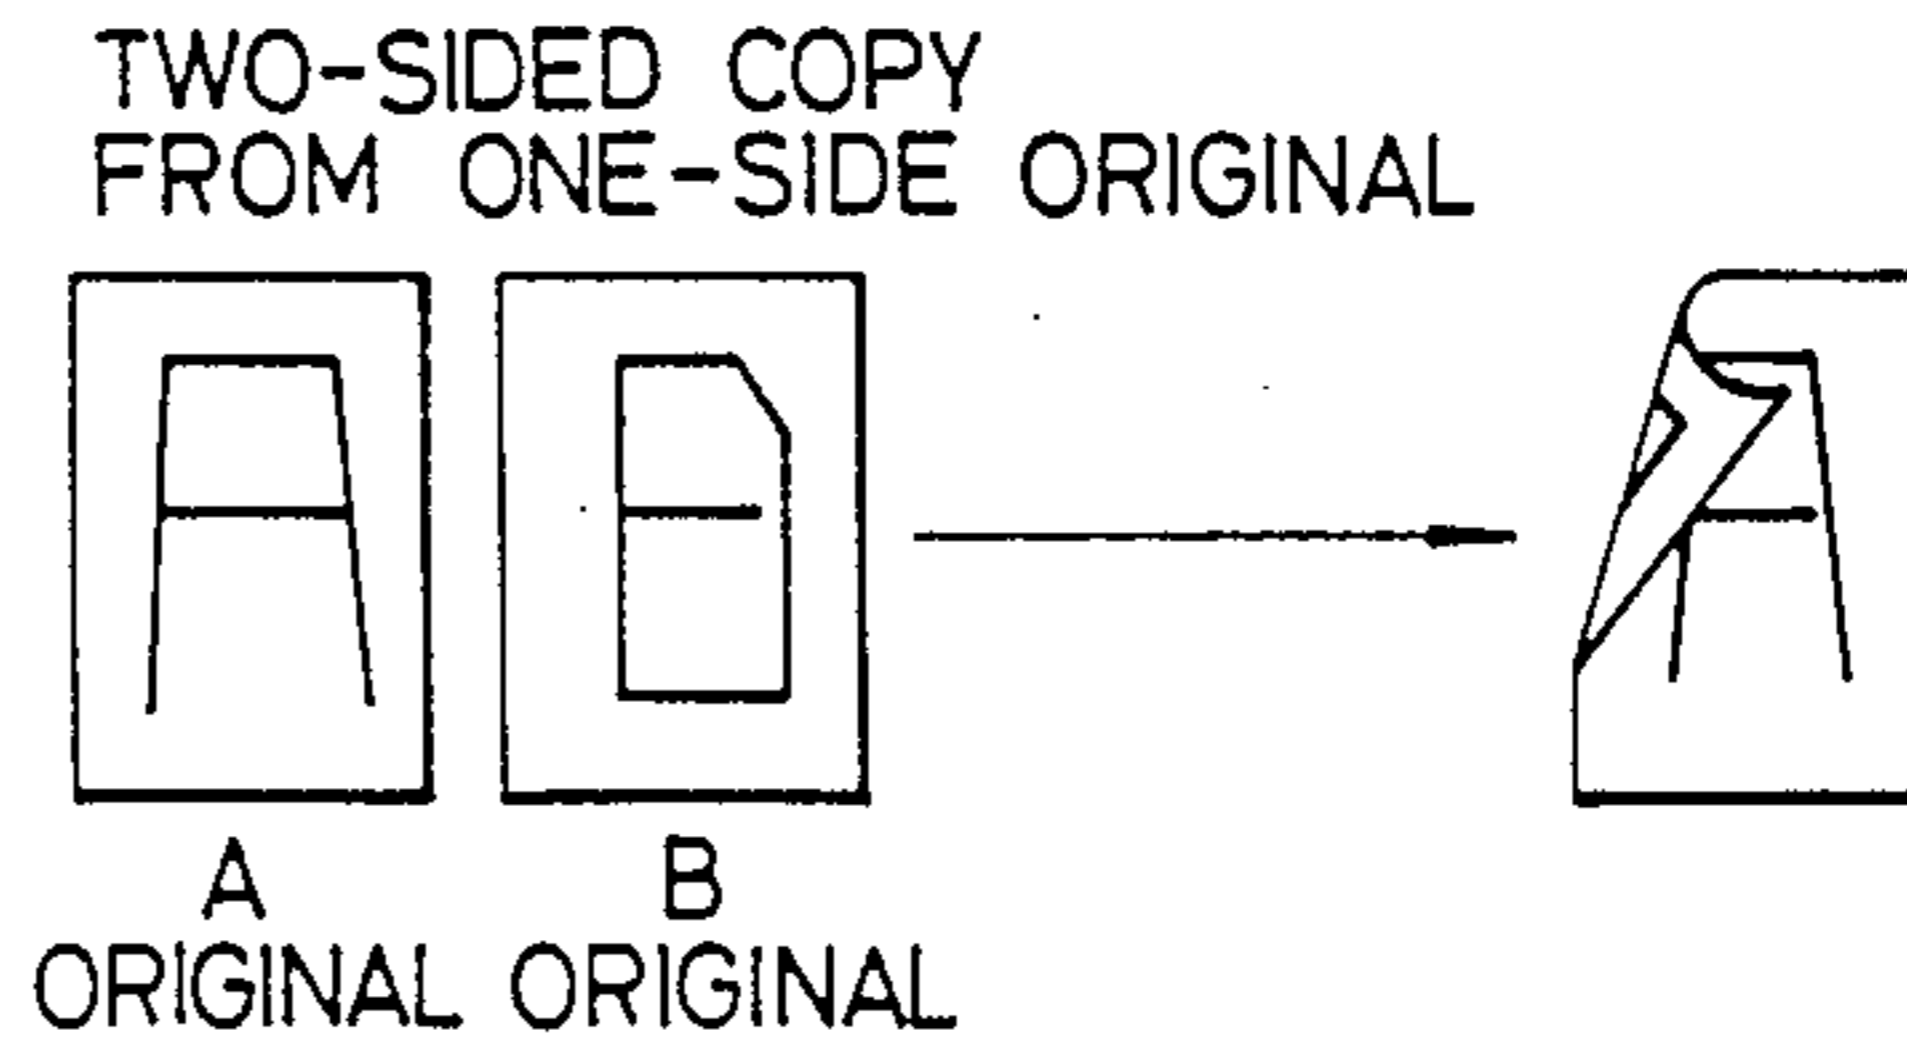 TWO-SIDED COPY
FROM ONE-SIDE ORIGINAL
A B A
A B
ORIGINAL ORIGINAL